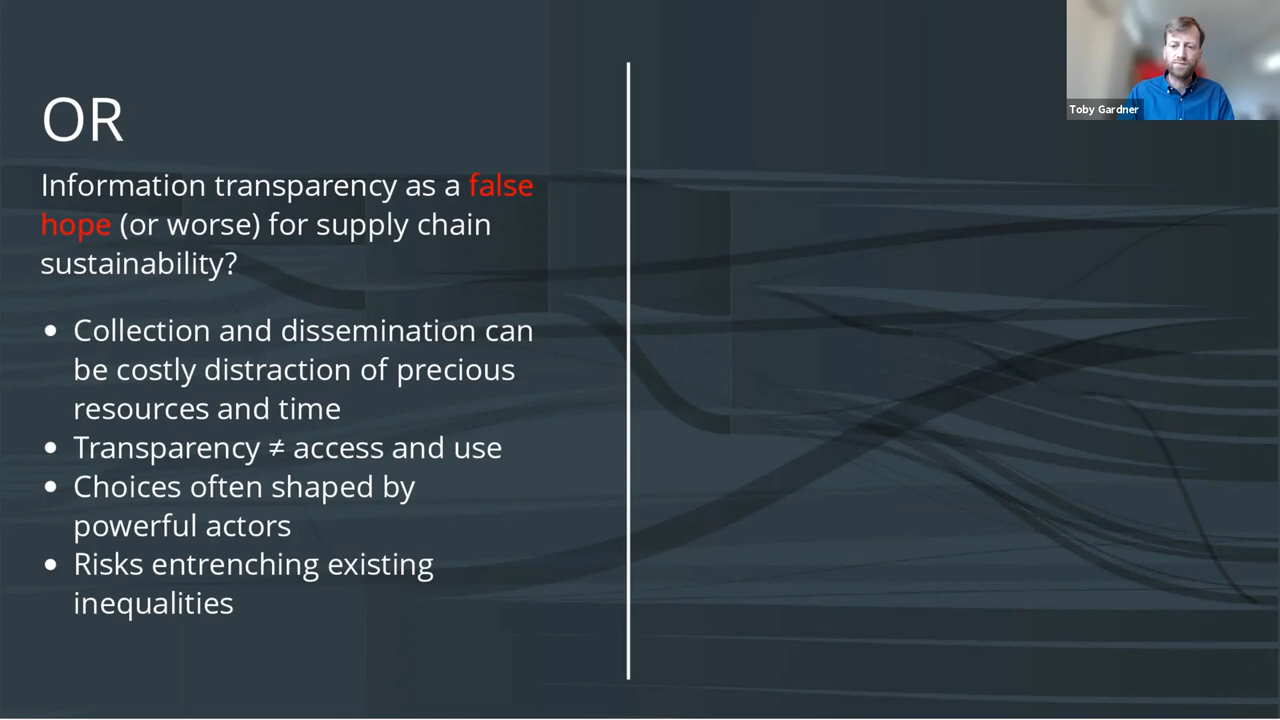 OR
Information transparency as a false
hope (or worse) for supply chain
sustainability?
• Collection and dissemination can
be costly distraction of precious
resources and time
• Transparency ≠ access and use
• Choices often shaped by
powerful actors
• Risks entrenching existing
inequalities
Toby Gardner